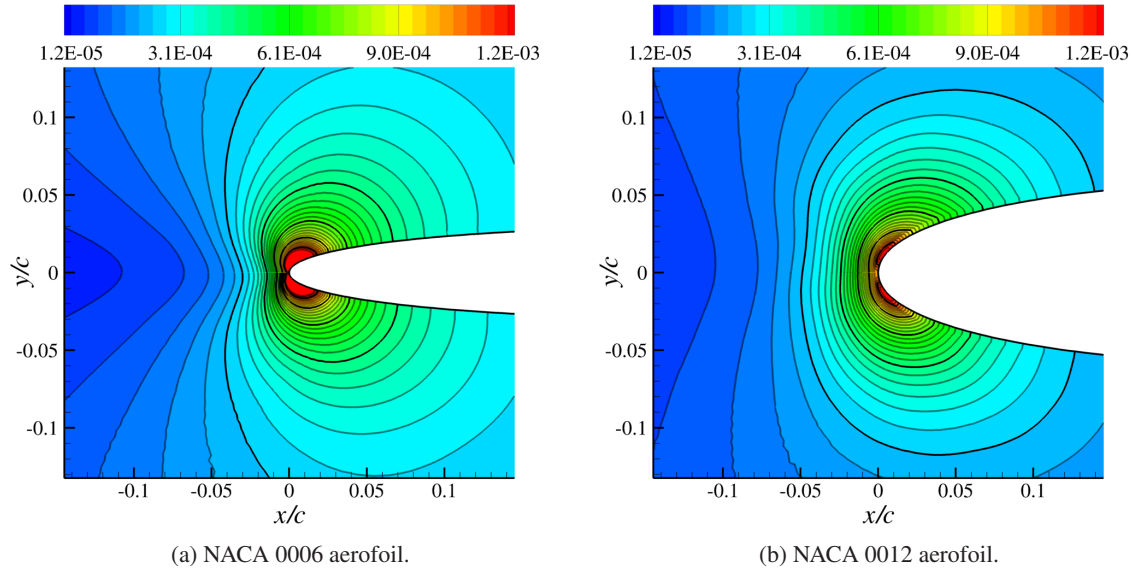 1.2E-05 3.1E-04 6.1E-04 9.0E-04 1.2E-03
0.1
0.05
0
-0.05
-0.1
y/c
-0.1 -0.05 0 0.05 0.1
x/c
(a) NACA 0006 aerofoil.
1.2E-05 3.1E-04 6.1E-04 9.0E-04 1.2E-03
0.1
0.05
0
-0.05
-0.1
y/c
-0.1 -0.05 0 0.05 0.1
x/c
(b) NACA 0012 aerofoil.